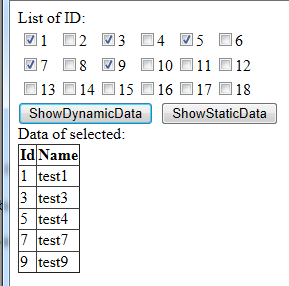 List of ID:
1 2 3 4 5 6
7 8 9 10 11 12
13 14 15 16 17 18
ShowDynamicData ShowStaticData
Data of selected:
Id Name
1 test1
3 test3
5 test4
7 test7
9 test9